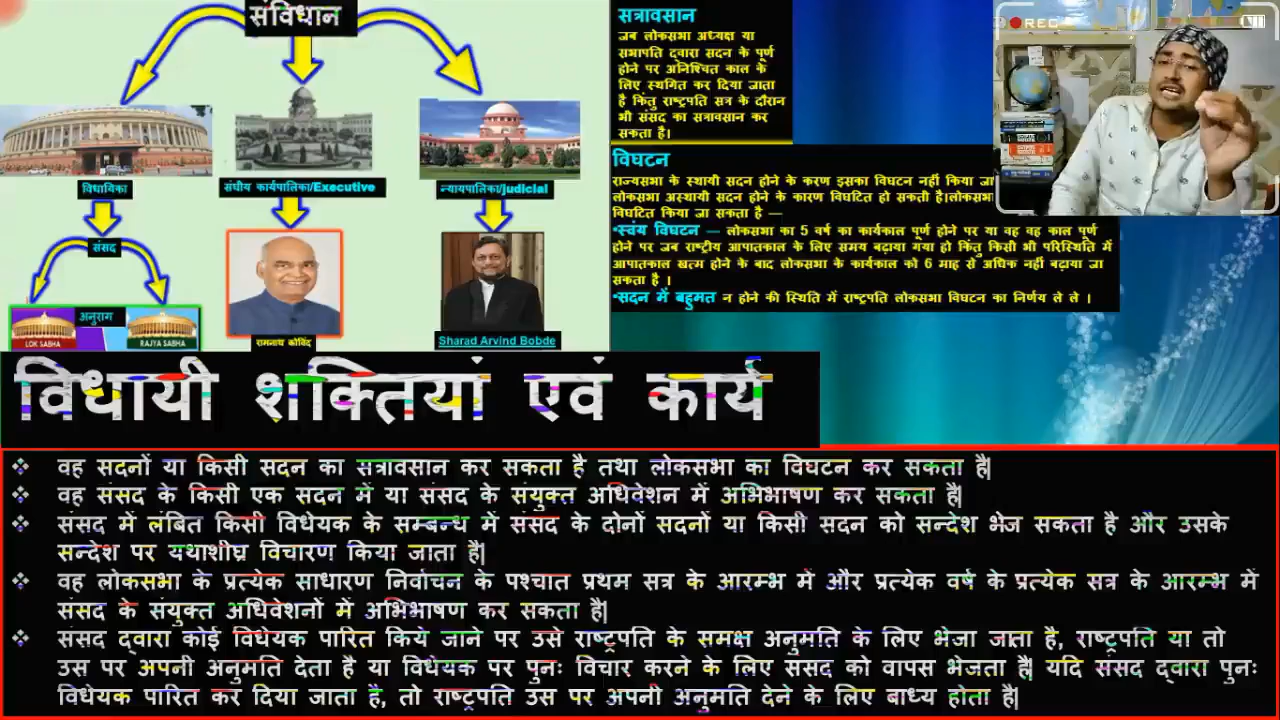 संविधान
विधायिका
संघीय कार्यपालिका/Executive
न्यायपालिका/judicial
संसद
अनुराग
LOK SABHA
RAJYA SABHA
रामनाथ कोविंद
Sharad Arvind Bobde
सत्रावसान
जब लोकसभा अध्यक्ष या
सभापति द्वारा सदन के पूर्ण
होने पर अनिश्चित काल के
लिए स्थगित कर दिया जाता
है किंतु राष्ट्रपति सत्र के दौरान
भी संसद का सत्रावसान कर
सकता है।
REC
विघटन
राज्यसभा के स्थायी सदन होने के करण इसका विघटन नहीं किया जा
लोकसभा अस्थायी सदन होने के कारण विघटित हो सकती है।लोकसभा
विघटित किया जा सकता है —
•स्वंय विघटन — लोकसभा का 5 वर्ष का कार्यकाल पूर्ण होने पर या वह वह काल पूर्ण
होने पर जब राष्ट्रीय आपातकाल के लिए समय बढ़ाया गया हो किंतु किसी भी परिस्थिति में
आपातकाल खत्म होने के बाद लोकसभा के कार्यकाल को 6 माह से अधिक नहीं बढ़ाया जा
सकता है ।
•सदन में बहुमत न होने की स्थिति में राष्ट्रपति लोकसभा विघटन का निर्णय ले ले ।
विधायी शक्तियां एवं कार्य
❖ वह सदनों या किसी सदन का सत्रावसान कर सकता है तथा लोकसभा का विघटन कर सकता है|
❖ वह संसद के किसी एक सदन में या संसद के संयुक्त अधिवेशन में अभिभाषण कर सकता है|
❖ संसद में लंबित किसी विधेयक के सम्बन्ध में संसद के दोनों सदनों या किसी सदन को सन्देश भेज सकता है और उसके
सन्देश पर यथाशीघ्र विचारण किया जाता है|
❖ वह लोकसभा के प्रत्येक साधारण निर्वाचन के पश्चात प्रथम सत्र के आरम्भ में और प्रत्येक वर्ष के प्रत्येक सत्र के आरम्भ में
संसद के संयुक्त अधिवेशनों में अभिभाषण कर सकता है|
❖ संसद द्वारा कोई विधेयक पारित किये जाने पर उसे राष्ट्रपति के समक्ष अनुमति के लिए भेजा जाता है, राष्ट्रपति या तो
उस पर अपनी अनुमति देता है या विधेयक पर पुनः विचार करने के लिए संसद को वापस भेजता है| यदि संसद द्वारा पुनः
विधेयक पारित कर दिया जाता है, तो राष्ट्रपति उस पर अपनी अनुमति देने के लिए बाध्य होता है|